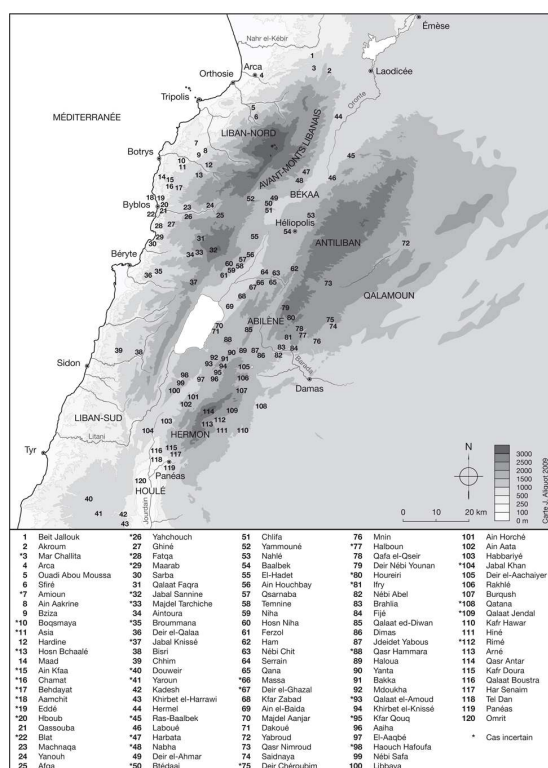 Émèse
Nahr el-Kébir
Arca
Orthosie
Laodicée
Tripolis
Oronte
MÉDITERRANÉE
LIBAN-NORD
AVANT-MONTS LIBANAIS
Botrys
BEKAA
Byblos
Héliopolis
ANTILIBAN
Béryte
QALAMOUN
ABILÈNE
Sidon
Barada
Damas
LIBAN-SUD
Litani
HERMON
Tyr
Panéas
HOULÉ
Jourdain
N
0 10 20 km
3000
2500
2000
1500
1000
500
100
0 m
Carte J. Aliquot 2009
1 Beit Jallouk
2 Akroum
*3 Mar Challita
4 Arca
5 Ouadi Abou Moussa
6 Sfiré
*7 Amioun
8 Ain Aakrine
9 Bziza
*10 Boqsmaya
*11 Asia
12 Hardine
*13 Hosn Bchaalé
14 Maad
*15 Ain Kfaa
*16 Chamat
*17 Behdayat
*18 Aamchit
*19 Eddé
*20 Hboub
21 Qassouba
*22 Blat
23 Machnaqa
24 Yanouh
25 Afqa
*26 Yahchouch
27 Ghiné
*28 Fatqa
*29 Maarab
30 Sarba
31 Qalaat Faqra
*32 Jabal Sannine
*33 Majdel Tarchiche
34 Aintoura
*35 Broummana
36 Deir el-Qalaa
*37 Jabal Knissé
38 Bisri
39 Chhim
*40 Douweir
*41 Yaroun
42 Kadesh
43 Khirbet el-Harrawi
44 Hermel
*45 Ras-Baalbek
46 Laboué
*47 Harbata
*48 Nabha
49 Deir el-Ahmar
*50 Btédaai
51 Chlifa
52 Yammouné
53 Nahlé
54 Baalbek
55 El-Hadet
56 Ain Houchbay
57 Qsarnaba
58 Temnine
59 Niha
60 Hosn Niha
61 Ferzol
62 Ham
63 Nébi Chit
64 Serrain
65 Qana
*66 Massa
*67 Deir el-Ghazal
68 Kfar Zabad
69 Ain el-Baida
70 Majdel Aanjar
71 Dakoué
72 Yabroud
73 Qasr Nimroud
74 Saidnaya
*75 Deir Chéroubim
76 Mnin
*77 Halboun
78 Qafa el-Qseir
79 Deir Nébi Younan
*80 Houreiri
*81 Ifry
82 Nébi Abel
83 Brahlia
84 Fijé
85 Qalaat ed-Diwan
86 Dimas
87 Jdeidet Yabous
*88 Qasr Hammara
89 Haloua
90 Yanta
91 Bakka
92 Mdoukha
*93 Qalaat el-Amoud
94 Khirbet el-Knissé
*95 Kfar Qouq
96 Aaiha
97 El-Aaqbé
*98 Haouch Hafoufa
99 Nébi Safa
100 Libbaya
101 Ain Horché
102 Ain Aata
103 Habbariyé
*104 Jabal Khan
105 Deir el-Aachaiyer
106 Rakhlé
107 Burqush
*108 Qatana
*109 Qalaat Jendal
110 Kafr Hawar
111 Hiné
*112 Rimé
113 Arné
114 Qasr Antar
115 Kafr Doura
116 Qalaat Boustra
117 Har Senaim
118 Tel Dan
119 Panéas
120 Omrit
* Cas incertain